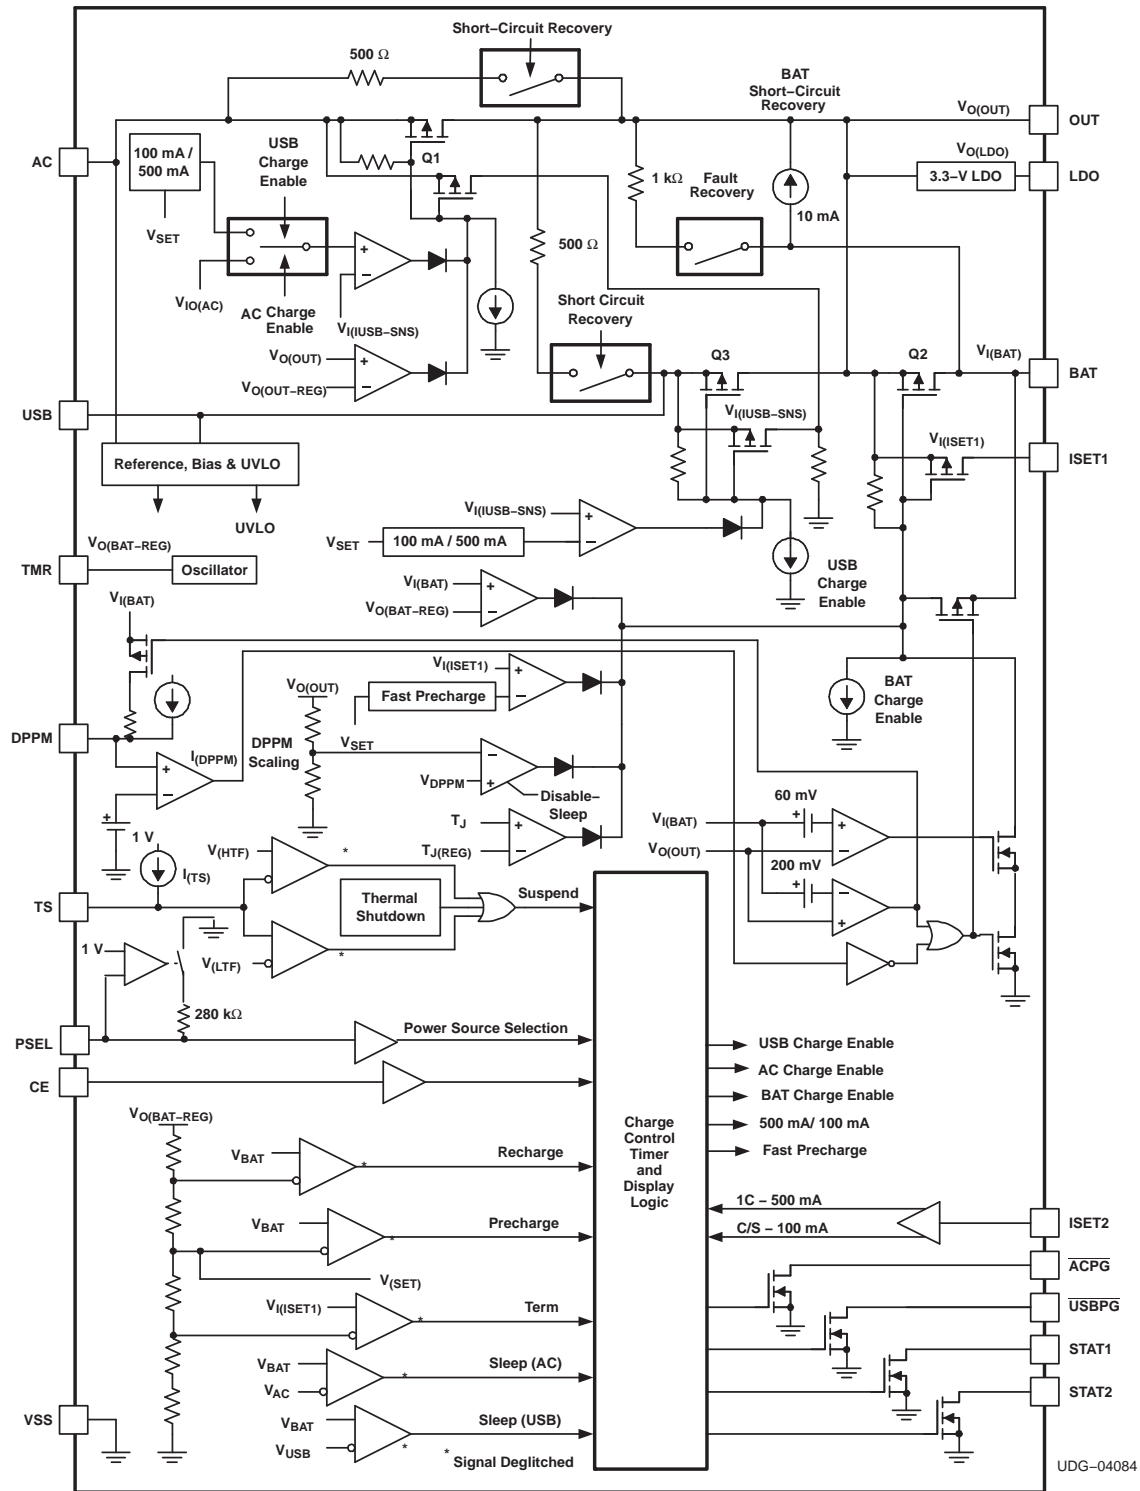 Short–Circuit Recovery
500 Ω
BAT
Short–Circuit
Recovery
VO(OUT)
OUT
USB
Charge
Enable
Q1
AC
100 mA /
500 mA
VO(LDO)
3.3–V LDO
LDO
1 kΩ
Fault
Recovery
10 mA
VSET
500 Ω
VIO(AC)
AC Charge
Enable
VI(IUSB–SNS)
Short Circuit
Recovery
VO(OUT)
VO(OUT–REG)
Q3
Q2
VI(BAT)
BAT
USB
VI(IUSB–SNS)
VI(ISET1)
ISET1
Reference, Bias & UVLO
UVLO
VI(IUSB–SNS)
VSET
100 mA / 500 mA
VO(BAT–REG)
TMR
Oscillator
USB
Charge
Enable
VI(BAT)
VO(BAT–REG)
VI(BAT)
VI(ISET1)
Fast Precharge
VSET
VO(OUT)
BAT
Charge
Enable
DPPM
I(DPPM)
DPPM
Scaling
VDPPM
Disable–
Sleep
1 V
TJ
TJ(REG)
60 mV
VI(BAT)
VO(OUT)
200 mV
V(HTF)
*
I(TS)
TS
Thermal
Shutdown
Suspend
1 V
V(LTF)
*
280 kΩ
PSEL
Power Source Selection
CE
Charge
Control
Timer
and
Display
Logic
USB Charge Enable
AC Charge Enable
BAT Charge Enable
500 mA/ 100 mA
Fast Precharge
VO(BAT–REG)
VBAT
*
Recharge
1C – 500 mA
C/S – 100 mA
ISET2
VBAT
*
Precharge
V(SET)
ACPG
USBPG
VI(ISET1)
*
Term
STAT1
VBAT
VAC
*
Sleep (AC)
STAT2
VSS
VBAT
VUSB
*
Sleep (USB)
* Signal Deglitched
UDG–04084